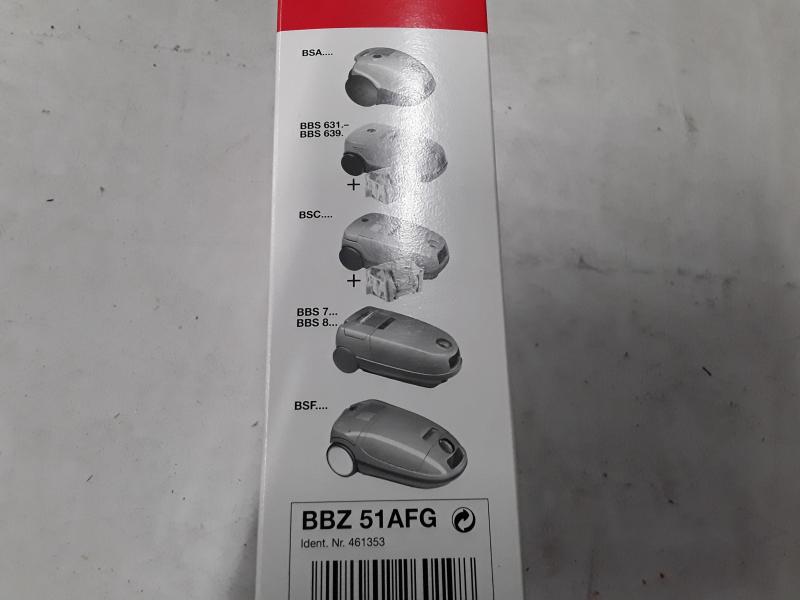 BSA....
BBS 631.–
BBS 639.
+
BSC....
+
BBS 7...
BBS 8...
BSF....
BBZ 51AFG
Ident. Nr. 461353